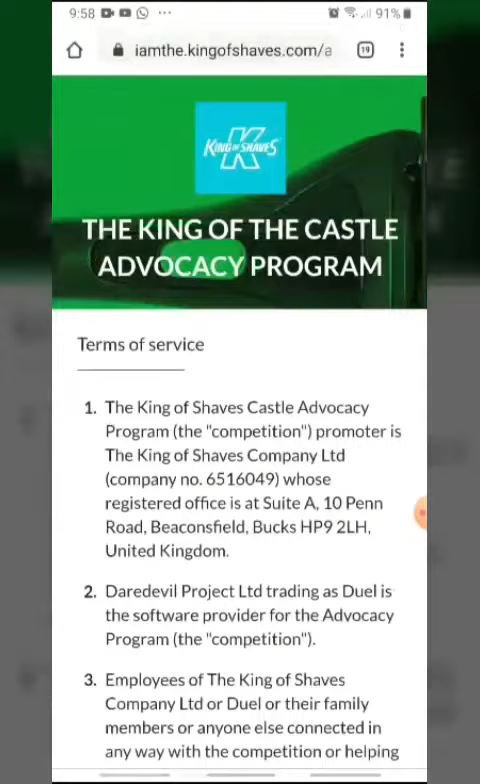 9:58 91%
iamthe.kingofshaves.com/a 19
KING OF SHAVES
THE KING OF THE CASTLE
ADVOCACY PROGRAM
Terms of service
1. The King of Shaves Castle Advocacy
Program (the "competition") promoter is
The King of Shaves Company Ltd
(company no. 6516049) whose
registered office is at Suite A, 10 Penn
Road, Beaconsfield, Bucks HP9 2LH,
United Kingdom.
2. Daredevil Project Ltd trading as Duel is
the software provider for the Advocacy
Program (the "competition").
3. Employees of The King of Shaves
Company Ltd or Duel or their family
members or anyone else connected in
any way with the competition or helping